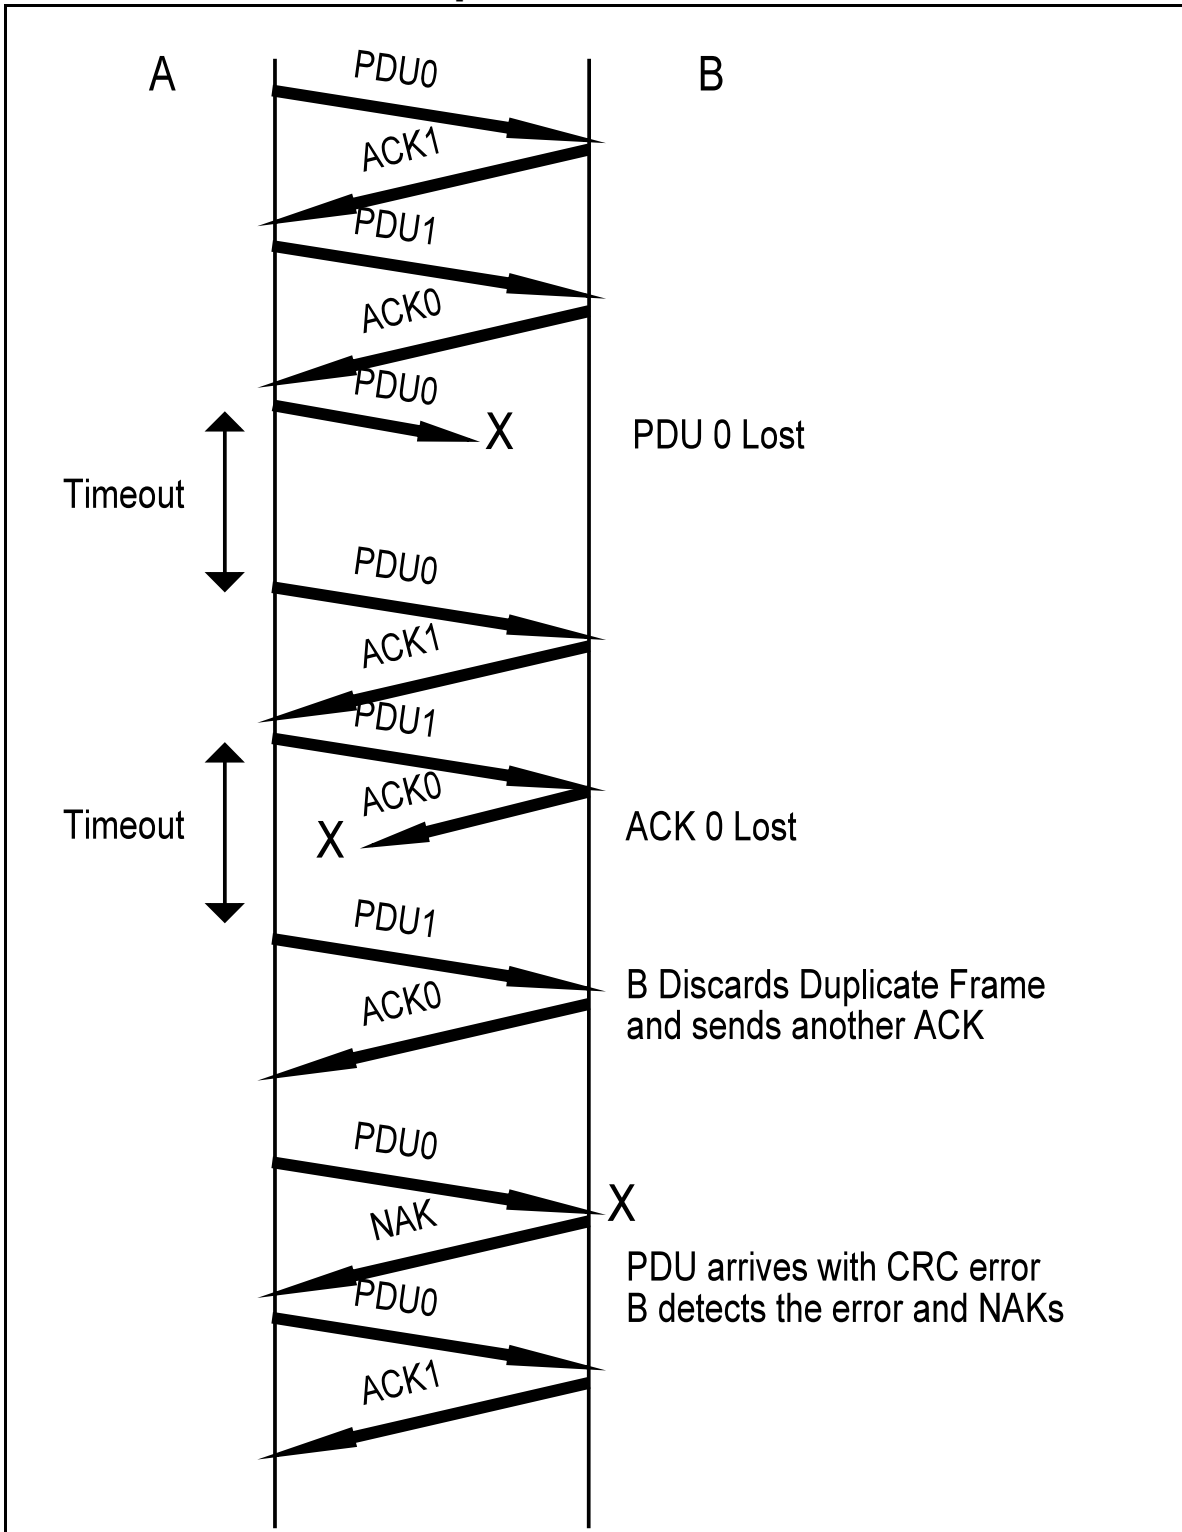 A
B
PDU0
ACK1
PDU1
ACK0
PDU0
X
PDU 0 Lost
Timeout
PDU0
ACK1
PDU1
ACK0
X
ACK 0 Lost
Timeout
PDU1
B Discards Duplicate Frame
and sends another ACK
ACK0
PDU0
X
NAK
PDU arrives with CRC error
B detects the error and NAKs
PDU0
ACK1